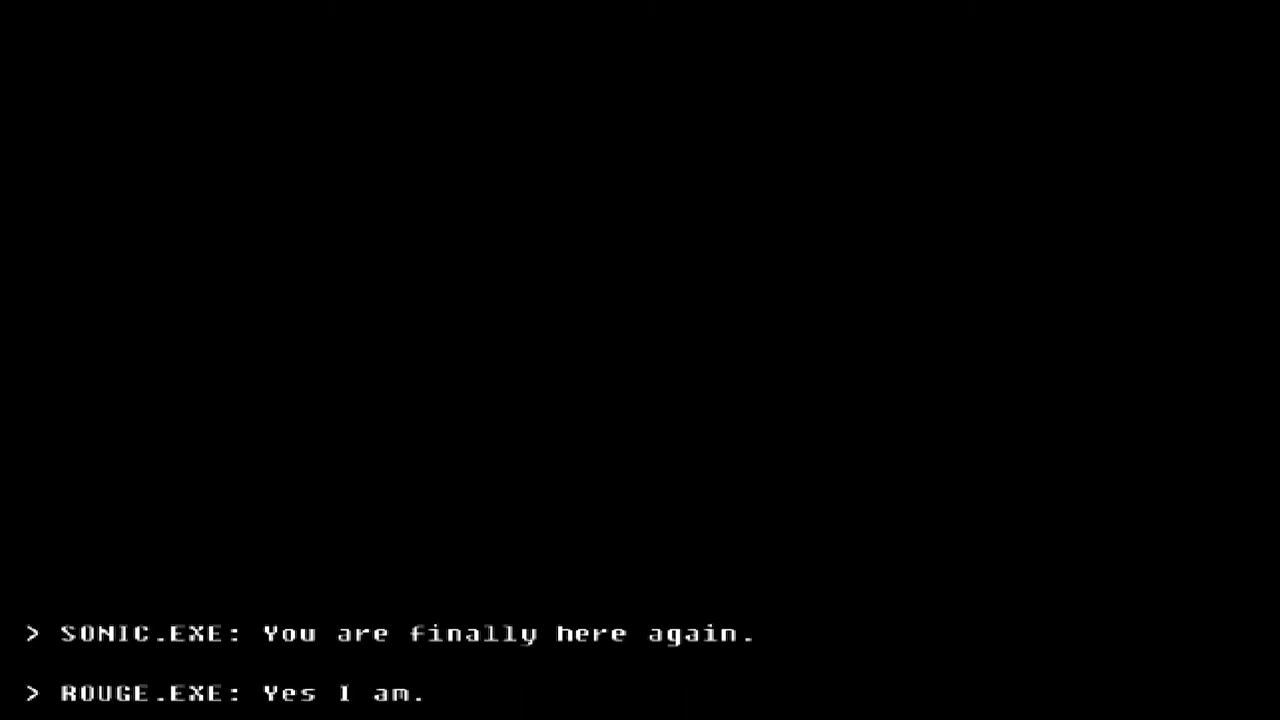 > SONIC.EXE: You are finally here again.
> ROUGE.EXE: Yes I am.